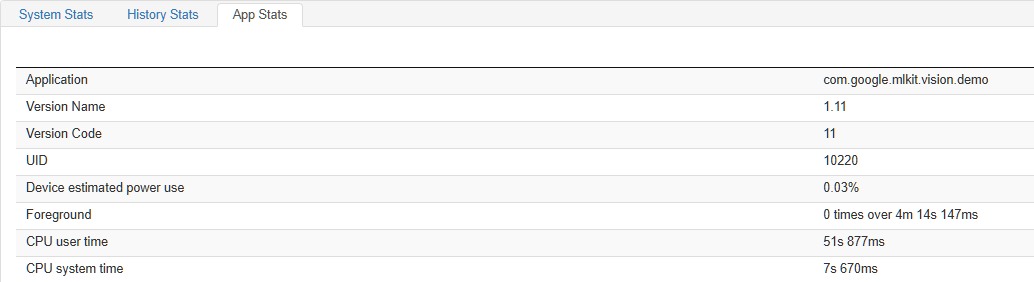 System Stats History Stats App Stats
Application com.google.mlkit.vision.demo
Version Name 1.11
Version Code 11
UID 10220
Device estimated power use 0.03%
Foreground 0 times over 4m 14s 147ms
CPU user time 51s 877ms
CPU system time 7s 670ms